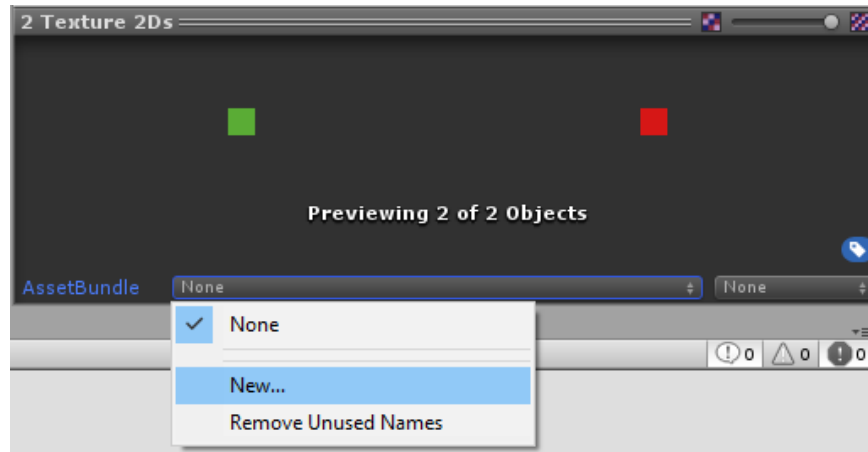 2 Texture 2Ds
Previewing 2 of 2 Objects
AssetBundle None None
None
0 0 0
New...
Remove Unused Names